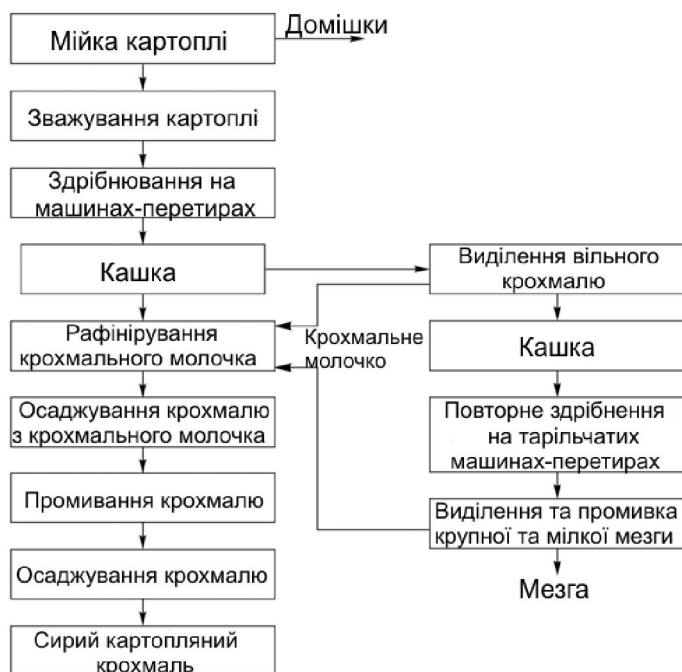 Мійка картоплі
Домішки
Зважування картоплі
Здрібнювання на
машинах-перетирах
Кашка
Рафінірування
крохмального молочка
Осаджування крохмалю
з крохмального молочка
Промивання крохмалю
Осаджування крохмалю
Сирий картопляний
крохмаль
Крохмальне
молочко
Виділення вільного
крохмалю
Кашка
Повторне здрібнення
на тарільчатих
машинах-перетирах
Виділення та промивка
крупної та мілкої мезги
Мезга